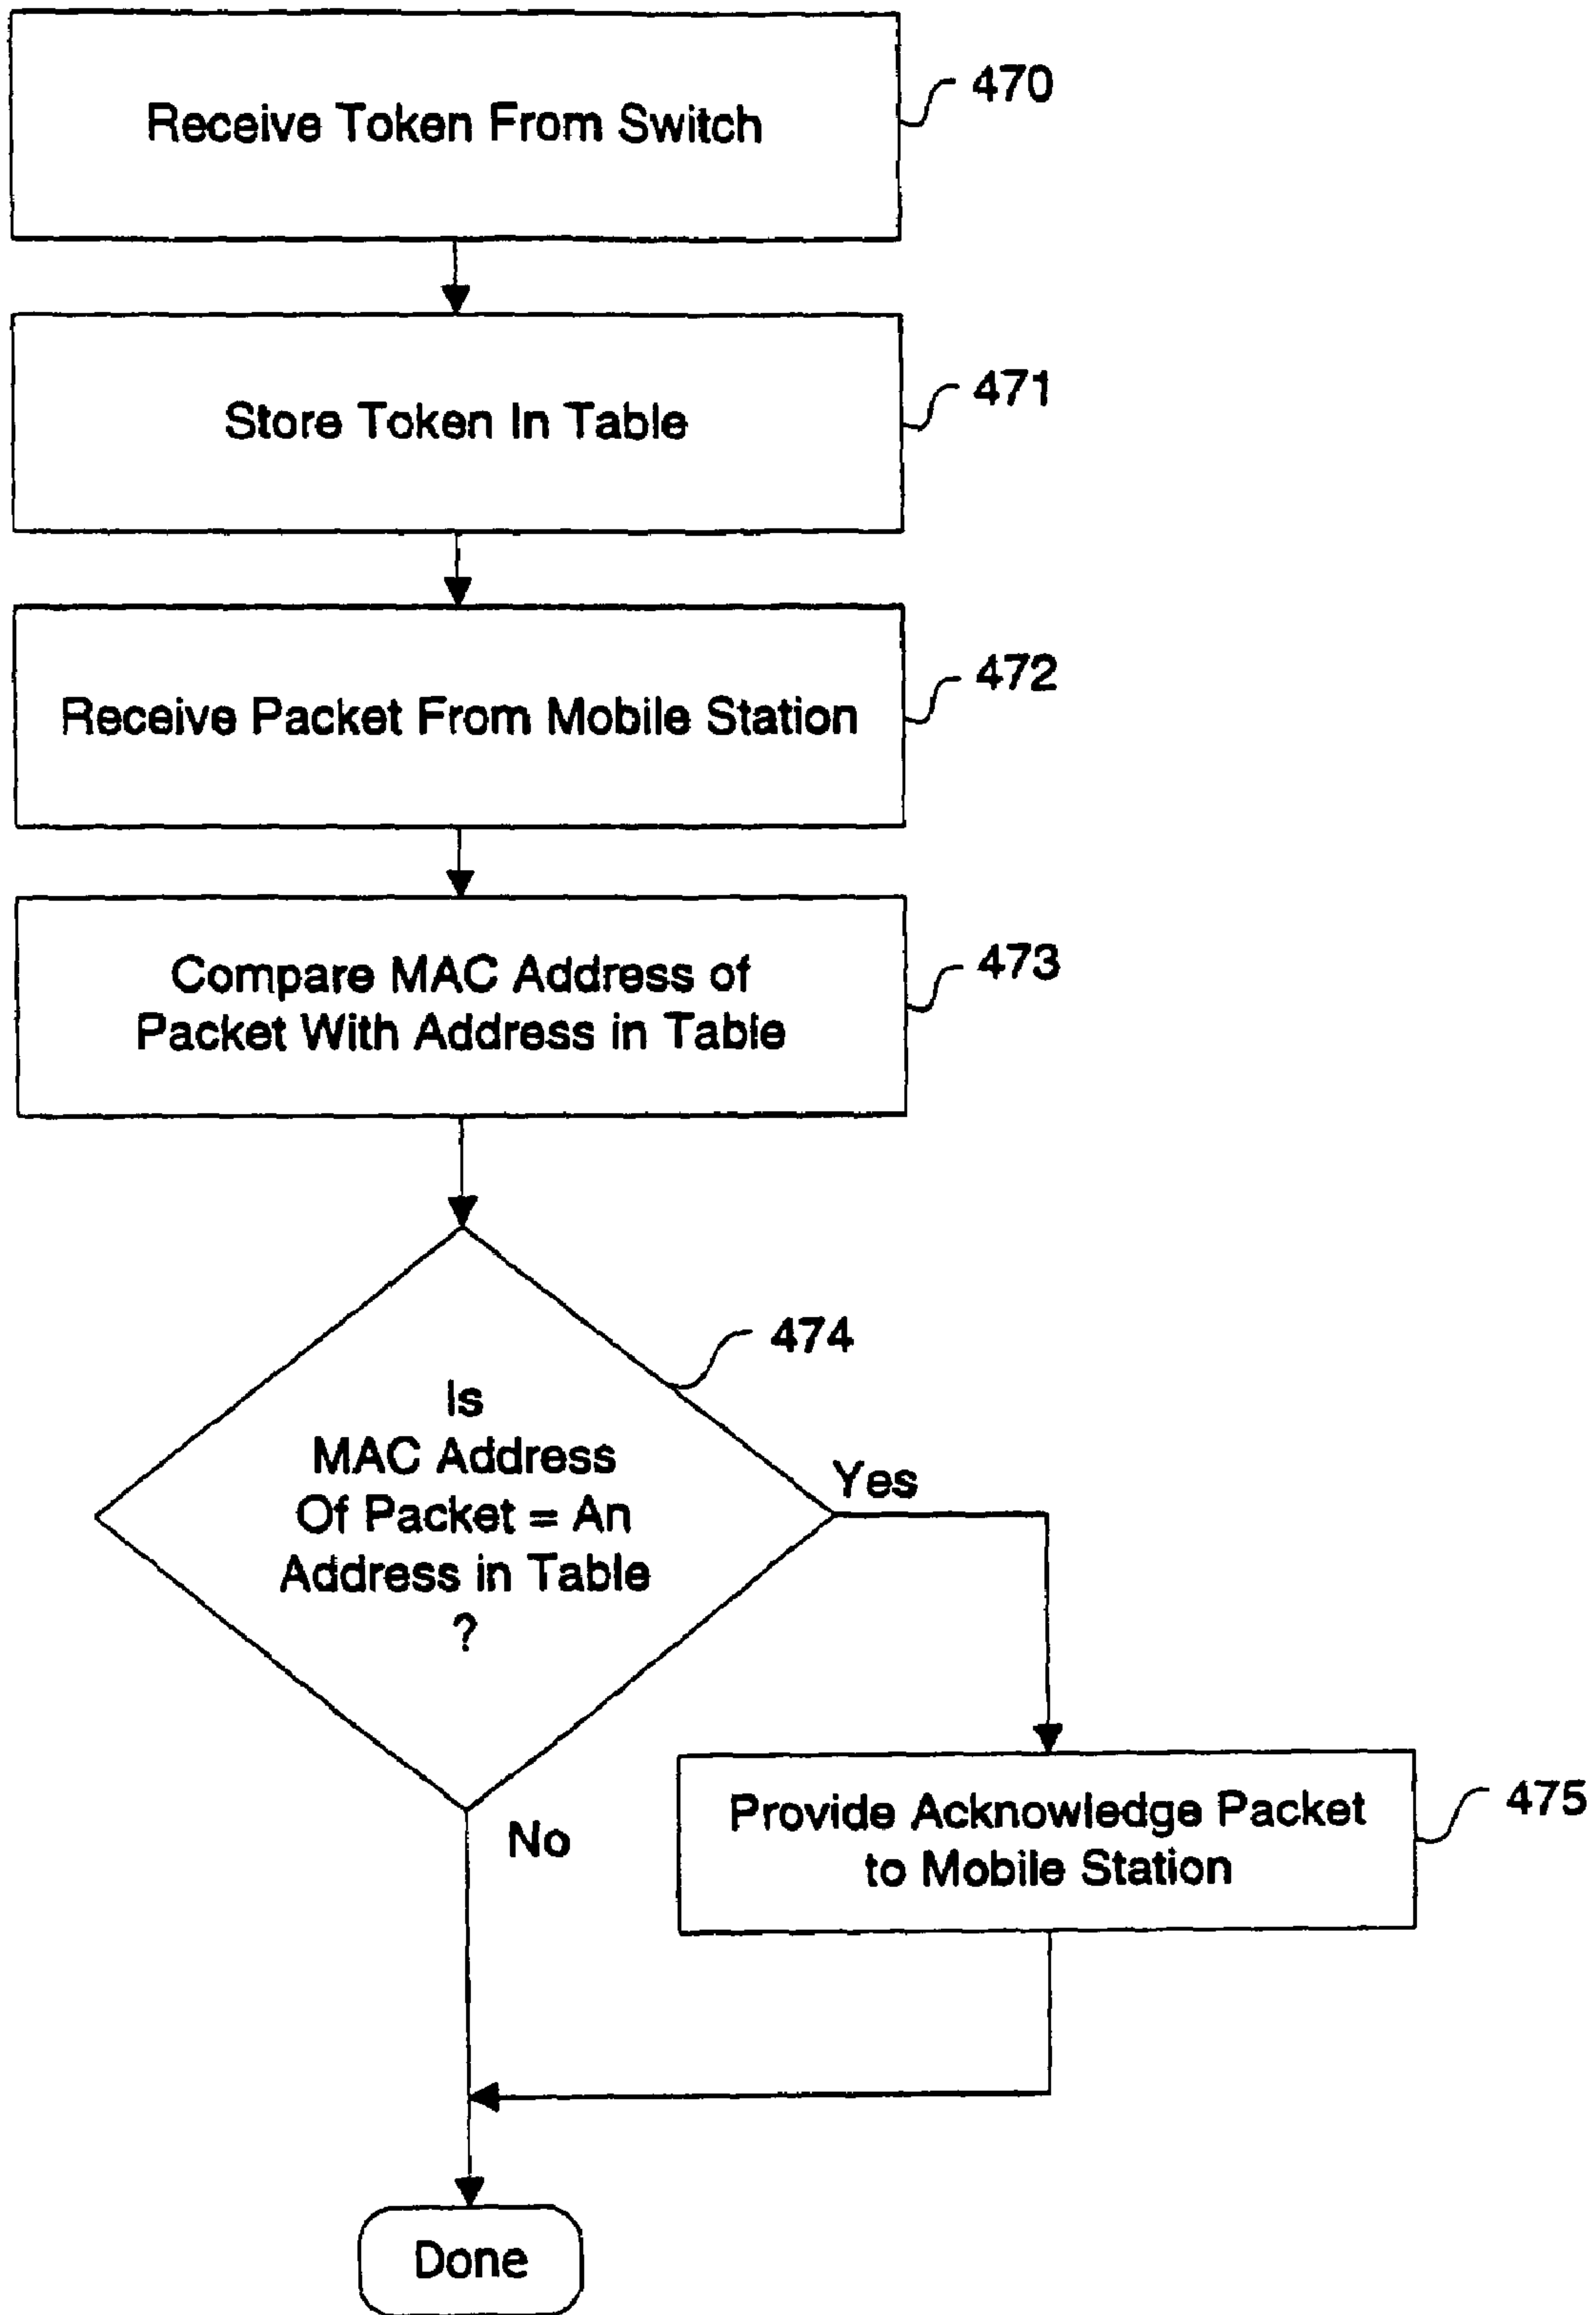 Receive Token From Switch
470
Store Token In Table
471
Receive Packet From Mobile Station
472
Compare MAC Address of
Packet With Address in Table
473
474
Is
MAC Address
Of Packet = An
Address in Table
?
Yes
No
Provide Acknowledge Packet
to Mobile Station
475
Done